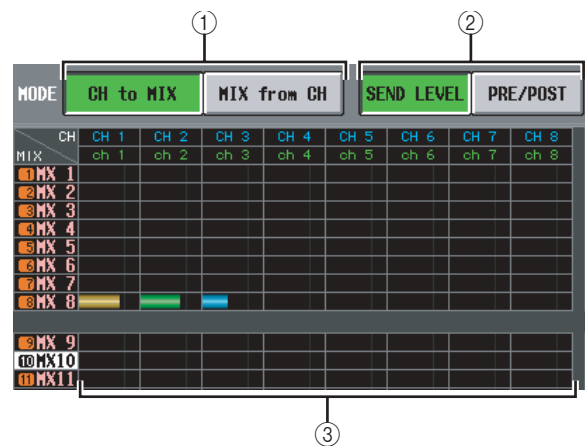 ① ②
MODE CH to MIX MIX from CH SEND LEVEL PRE/POST
CH CH 1 CH 2 CH 3 CH 4 CH 5 CH 6 CH 7 CH 8
MIX ch 1 ch 2 ch 3 ch 4 ch 5 ch 6 ch 7 ch 8
1 MX 1
2 MX 2
3 MX 3
4 MX 4
5 MX 5
6 MX 6
7 MX 7
8 MX 8
9 MX 9
10 MX10
11 MX11
③